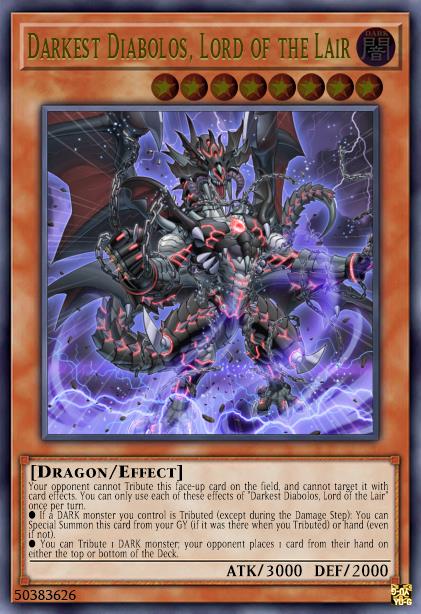 Darkest Diabolos, Lord of the Lair
DARK
闇
[Dragon/Effect]
Your opponent cannot Tribute this face-up card on the field, and cannot target it with
card effects. You can only use each of these effects of "Darkest Diabolos, Lord of the Lair"
once per turn.
● If a DARK monster you control is Tributed (except during the Damage Step): You can
Special Summon this card from your GY (if it was there when you Tributed) or hand (even
if not).
● You can Tribute 1 DARK monster; your opponent places 1 card from their hand on
either the top or bottom of the Deck.
ATK/3000 DEF/2000
50383626